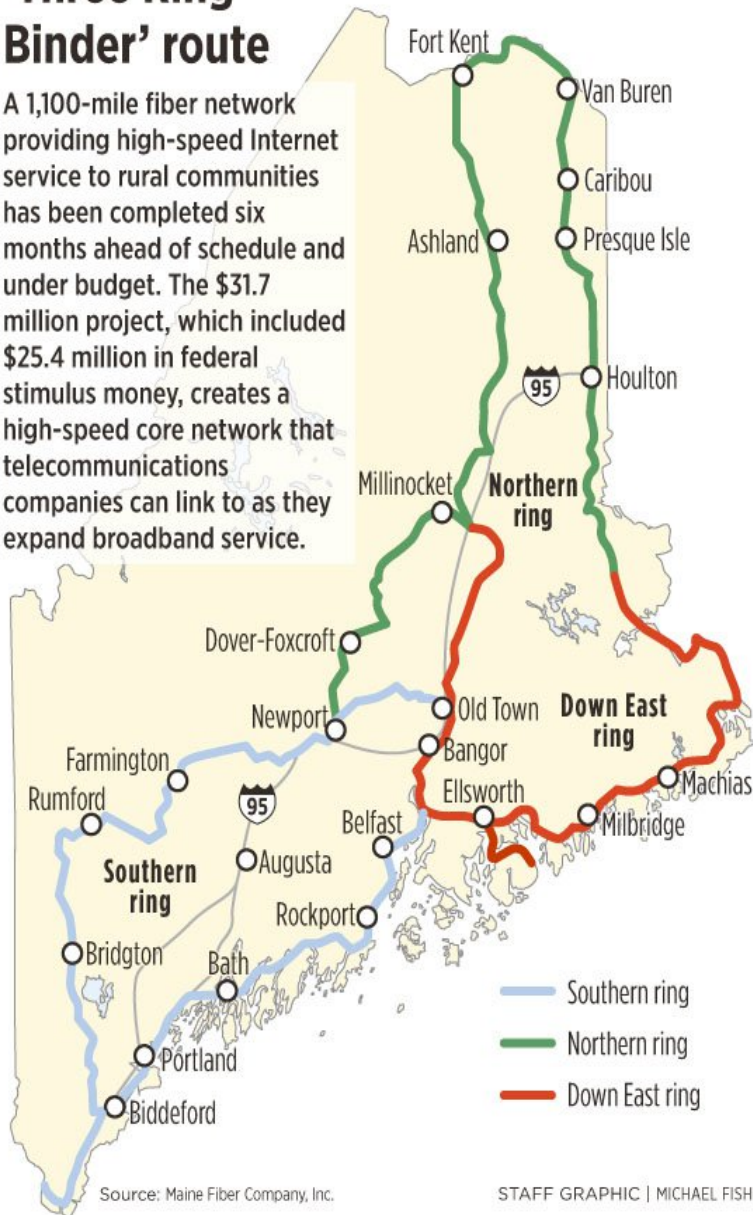 Binder’ route
A 1,100-mile fiber network
providing high-speed Internet
service to rural communities
has been completed six
months ahead of schedule and
under budget. The $31.7
million project, which included
$25.4 million in federal
stimulus money, creates a
high-speed core network that
telecommunications
companies can link to as they
expand broadband service.
Fort Kent
Van Buren
Caribou
Ashland
Presque Isle
95
Houlton
Millinocket
Northern
ring
Dover-Foxcroft
Newport
Old Town
Down East
ring
Bangor
Farmington
Rumford
95
Ellsworth
Machias
Belfast
Milbridge
Southern
ring
Augusta
Rockport
Bridgton
Bath
Portland
Biddeford
Southern ring
Northern ring
Down East ring
Source: Maine Fiber Company, Inc.
STAFF GRAPHIC | MICHAEL FISH